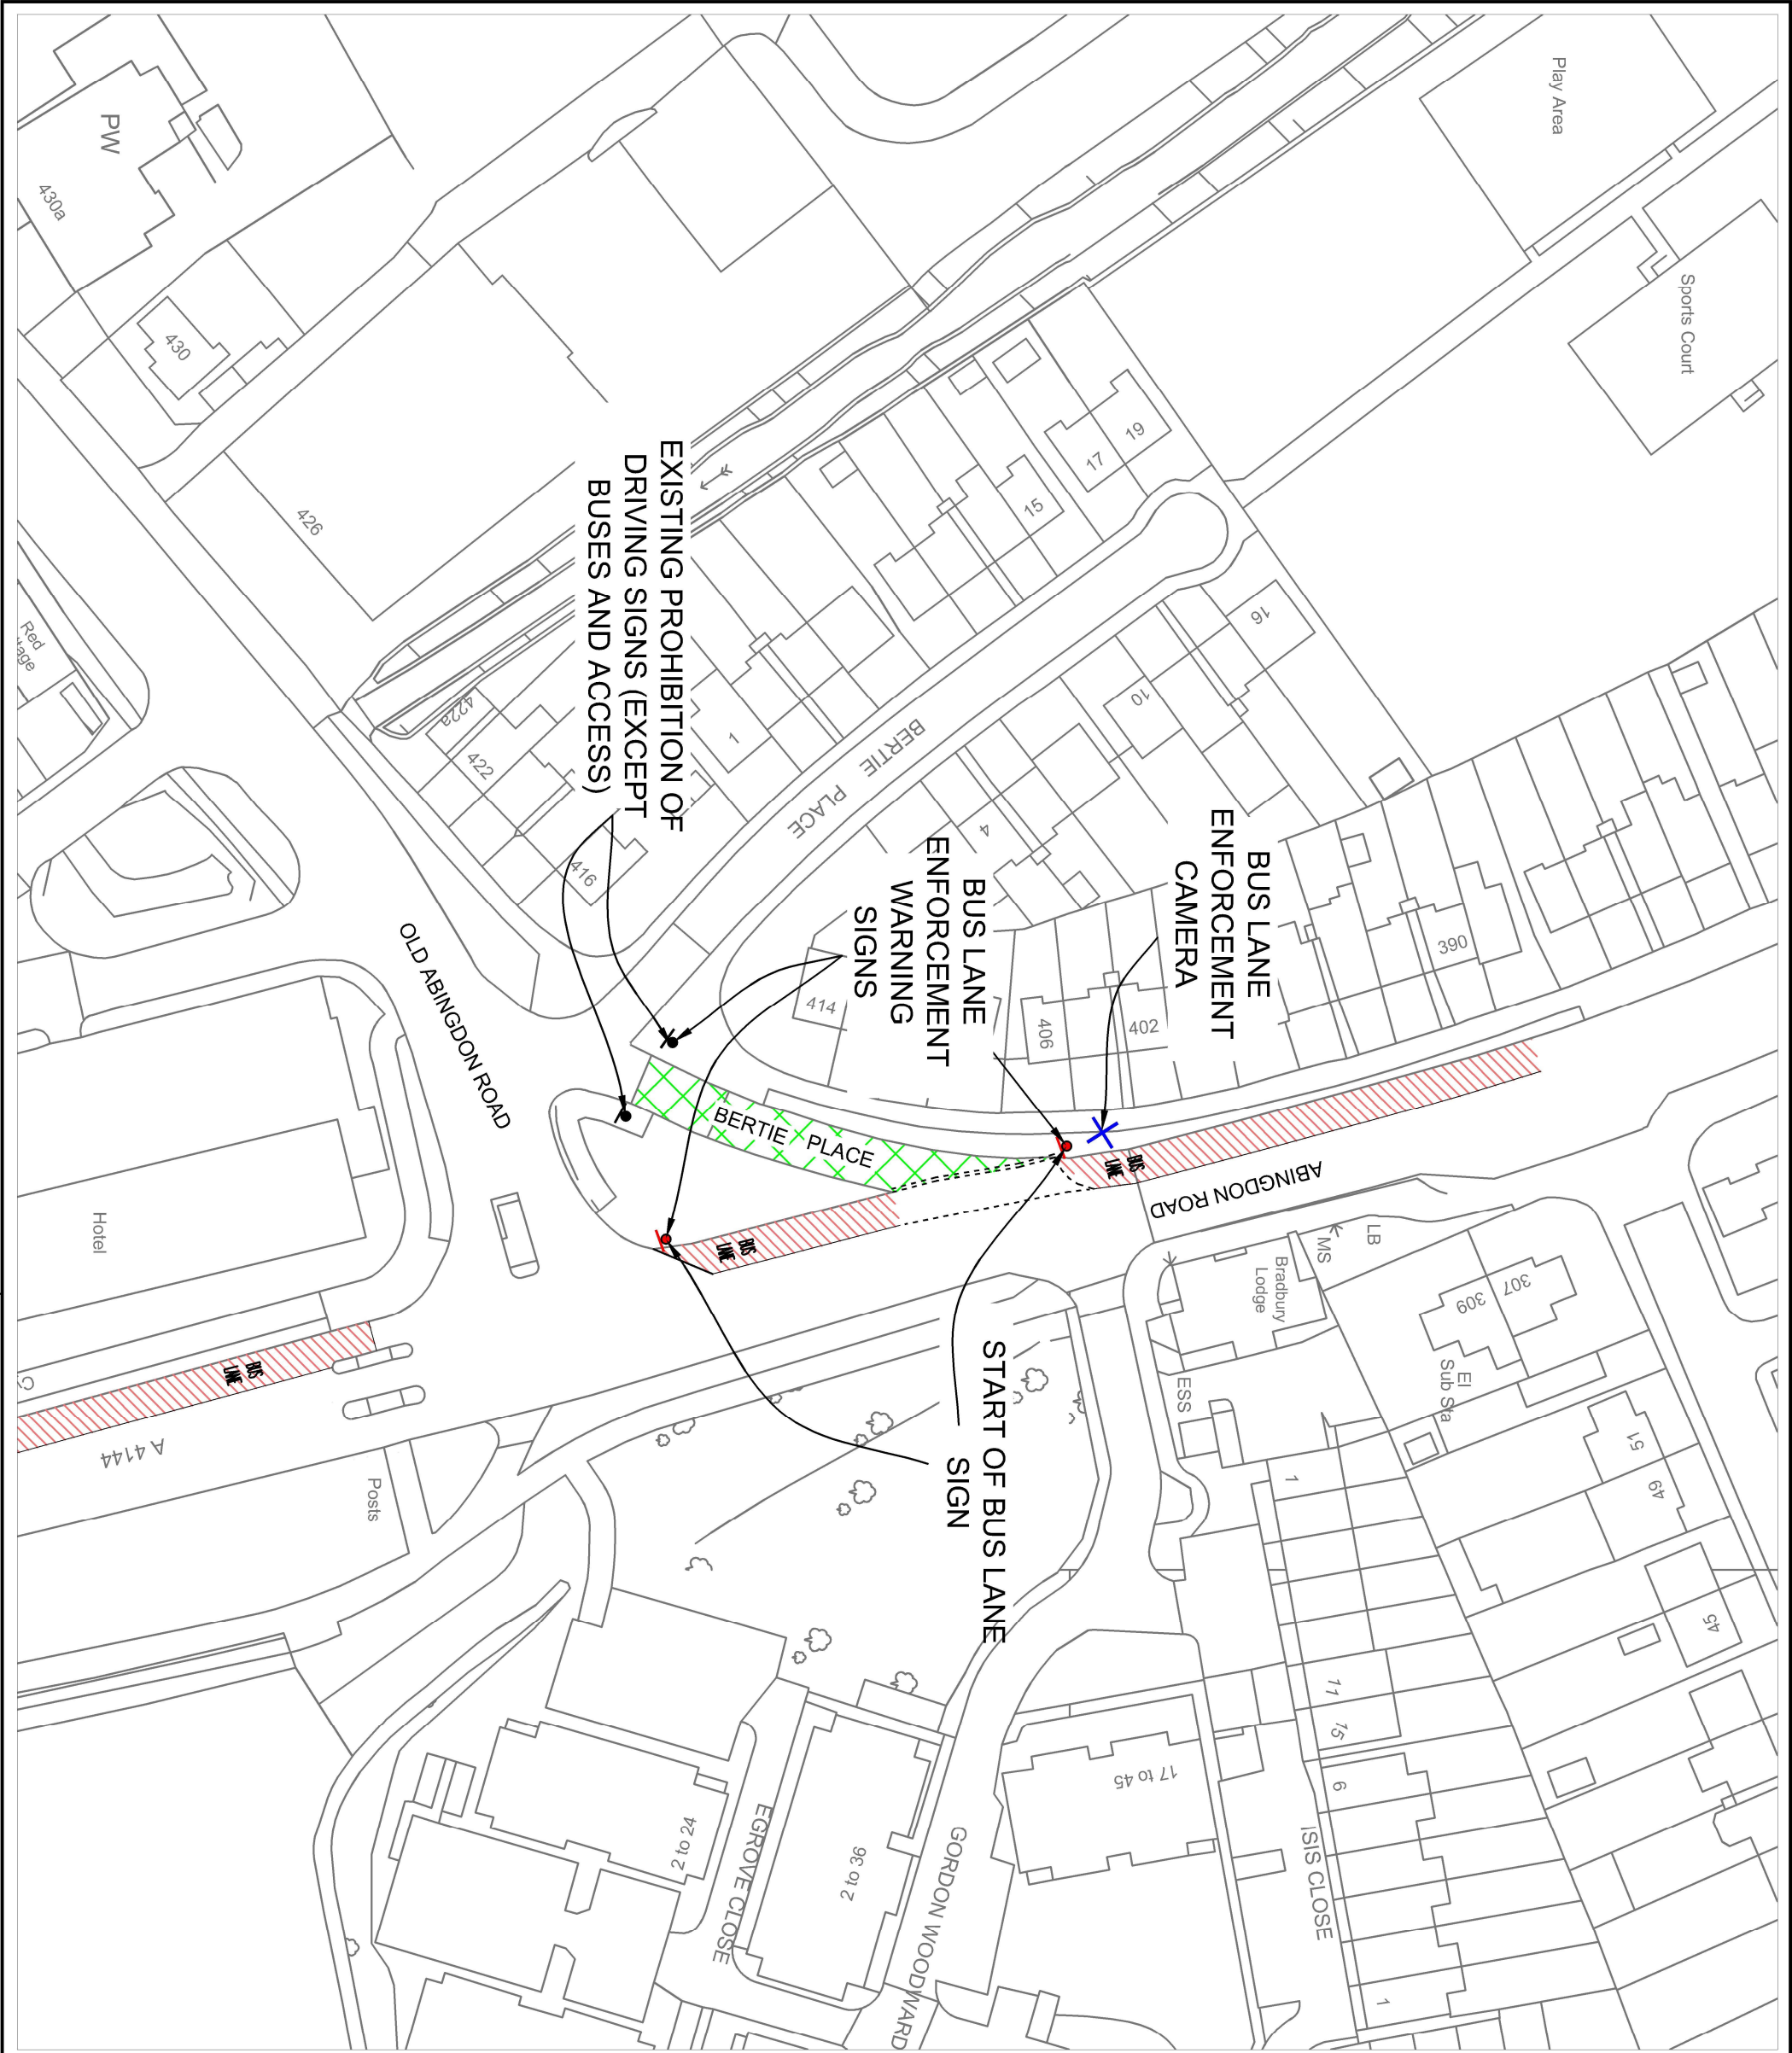 EXISTING PROHIBITION OF
DRIVING SIGNS (EXCEPT
BUSES AND ACCESS)
BUS LANE
ENFORCEMENT
CAMERA
BUS LANE
ENFORCEMENT
WARNING
SIGNS
START OF BUS LANE
SIGN
BERTIE PLACE
BERTIE PLACE
OLD ABINGDON ROAD
ABINGDON ROAD
BUS
LANE
BUS
LANE
BUS
LANE
A 4144
Play Area
Sports Court
PW
430a
430
426
Red
422a
422
416
1
15
17
19
16
10
4
414
406
402
390
Hotel
Posts
LB
MS
Bradbury
Lodge
307
309
El
Sub Sta
ESS
51
49
45
1
11
15
6
1
17 to 45
ISIS CLOSE
GORDON WOODWARD
EGROVE CLOSE
2 to 24
2 to 36